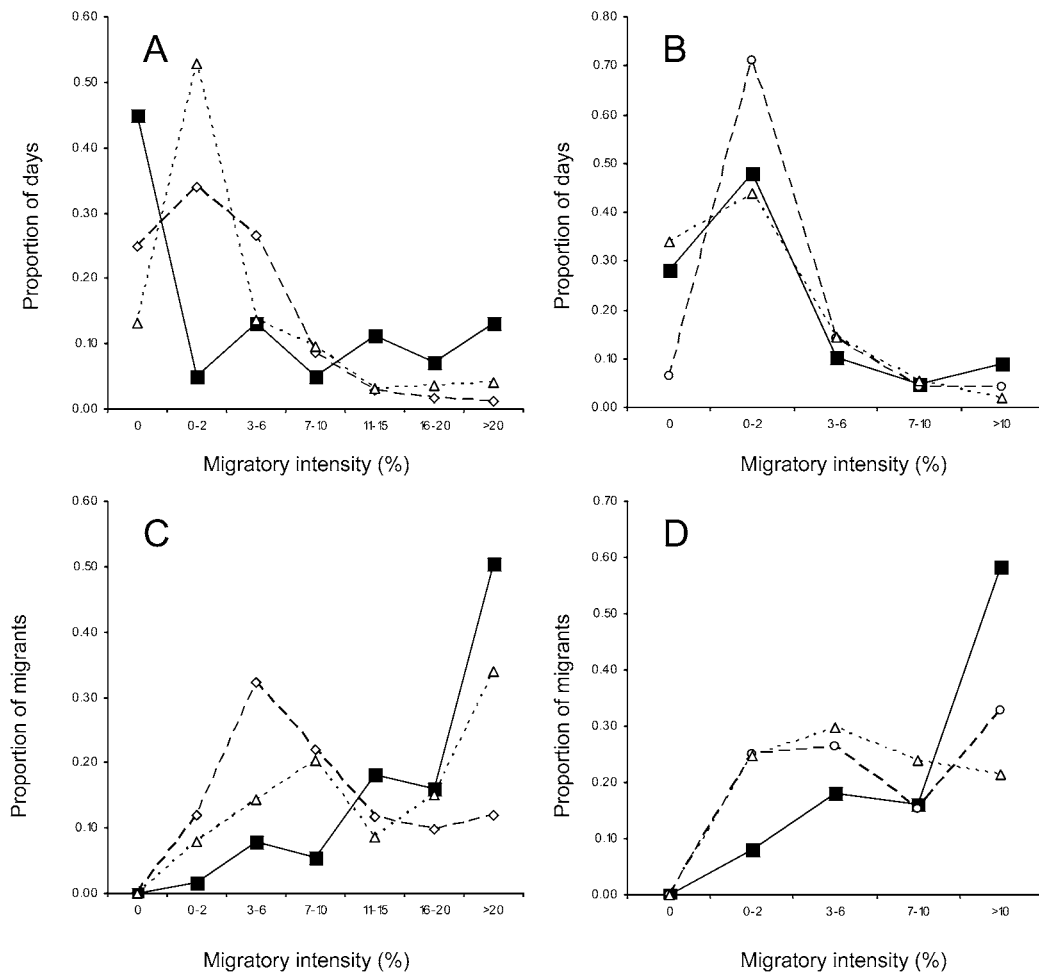 A
Proportion of days
0.60
0.50
0.40
0.30
0.20
0.10
0.00
0 0-2 3-6 7-10 11-15 16-20 >20
Migratory intensity (%)
B
Proportion of days
0.80
0.70
0.60
0.50
0.40
0.30
0.20
0.10
0.00
0 0-2 3-6 7-10 >10
Migratory intensity (%)
C
Proportion of migrants
0.60
0.50
0.40
0.30
0.20
0.10
0.00
0 0-2 3-6 7-10 11-15 16-20 >20
Migratory intensity (%)
D
Proportion of migrants
0.70
0.60
0.50
0.40
0.30
0.20
0.10
0.00
0 0-2 3-6 7-10 >10
Migratory intensity (%)